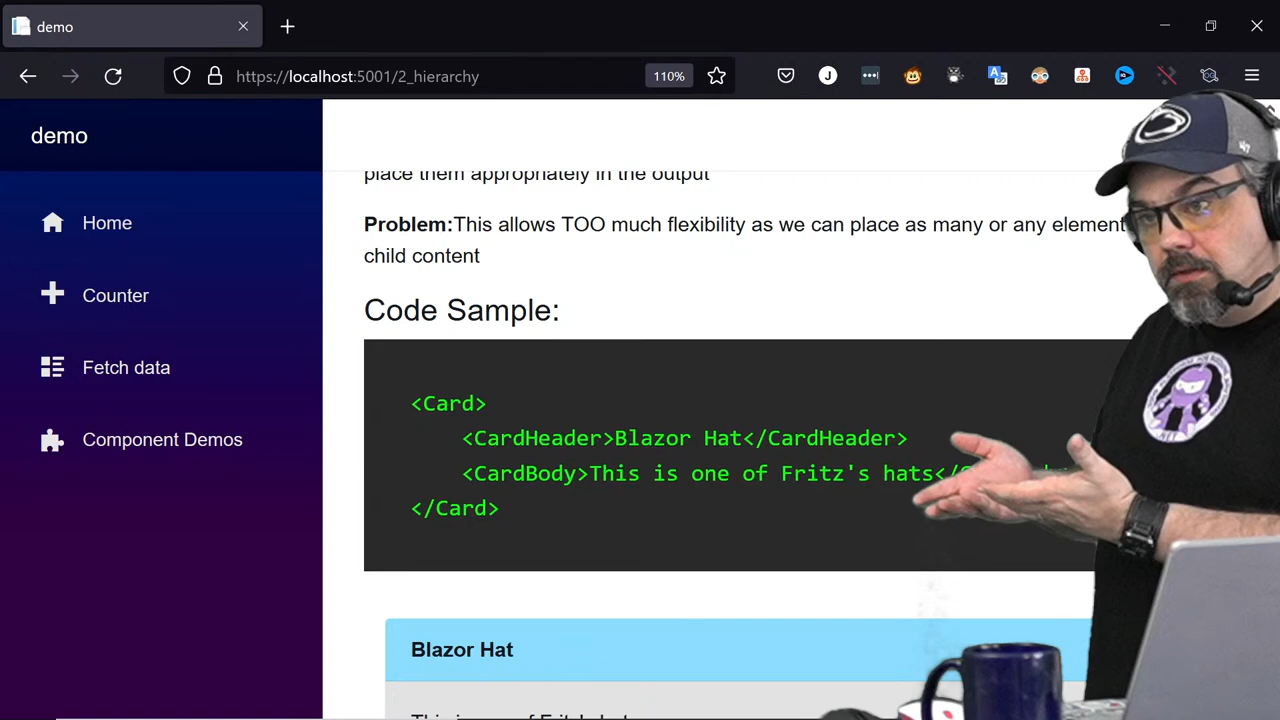 demo
https://localhost:5001/2_hierarchy
110%
J
demo
Home
Counter
Fetch data
Component Demos
place them appropriately in the output
Problem:This allows TOO much flexibility as we can place as many or any element
child content
Code Sample:
<Card>
<CardHeader>Blazor Hat</CardHeader>
<CardBody>This is one of Fritz's hats</
</Card>
Blazor Hat
47
.NET